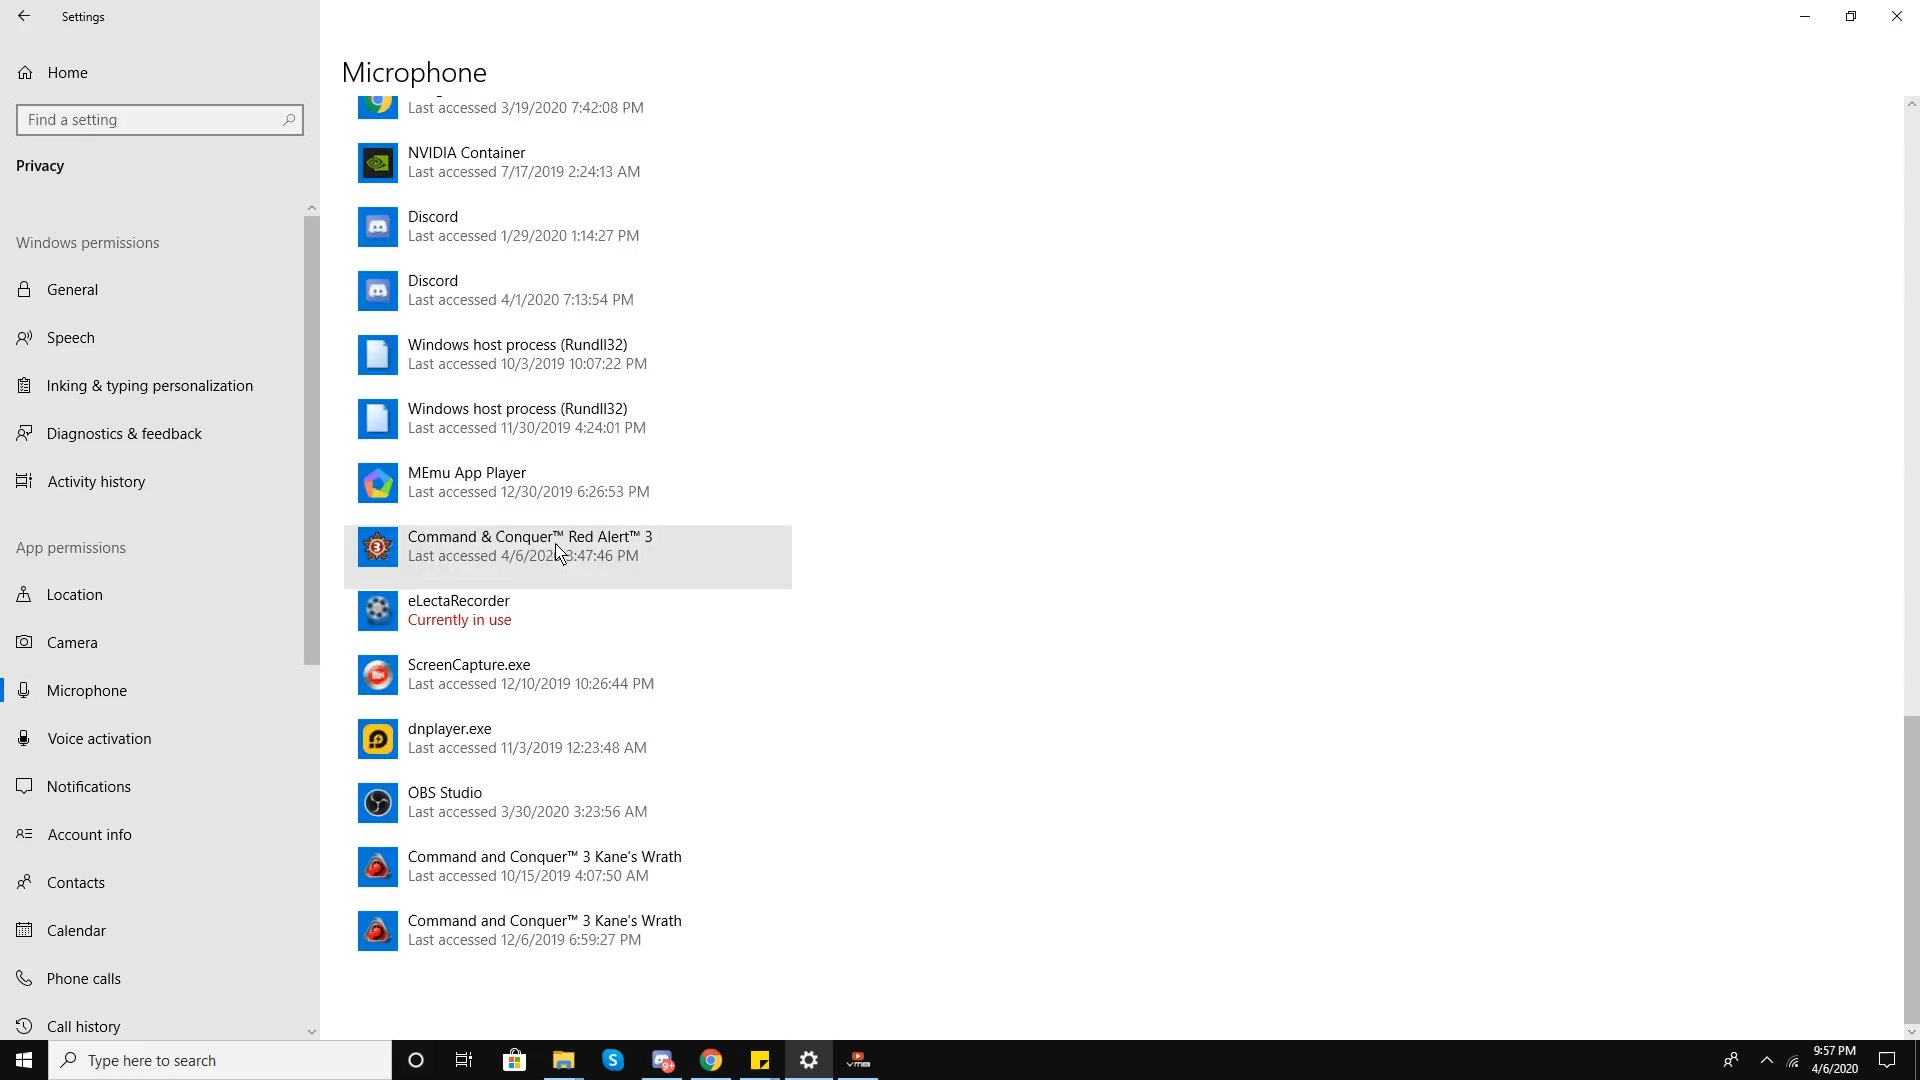 Settings
Home
Find a setting
Privacy
Windows permissions
General
Speech
Inking & typing personalization
Diagnostics & feedback
Activity history
App permissions
Location
Camera
Microphone
Voice activation
Notifications
Account info
Contacts
Calendar
Phone calls
Call history
Microphone
Last accessed 3/19/2020 7:42:08 PM
NVIDIA Container
Last accessed 7/17/2019 2:24:13 AM
Discord
Last accessed 1/29/2020 1:14:27 PM
Discord
Last accessed 4/1/2020 7:13:54 PM
Windows host process (Rundll32)
Last accessed 10/3/2019 10:07:22 PM
Windows host process (Rundll32)
Last accessed 11/30/2019 4:24:01 PM
MEmu App Player
Last accessed 12/30/2019 6:26:53 PM
Command & Conquer™ Red Alert™ 3
Last accessed 4/6/2020 3:47:46 PM
eLectaRecorder
Currently in use
ScreenCapture.exe
Last accessed 12/10/2019 10:26:44 PM
dnplayer.exe
Last accessed 11/3/2019 12:23:48 AM
OBS Studio
Last accessed 3/30/2020 3:23:56 AM
Command and Conquer™ 3 Kane's Wrath
Last accessed 10/15/2019 4:07:50 AM
Command and Conquer™ 3 Kane's Wrath
Last accessed 12/6/2019 6:59:27 PM
Type here to search
9+
9:57 PM
4/6/2020